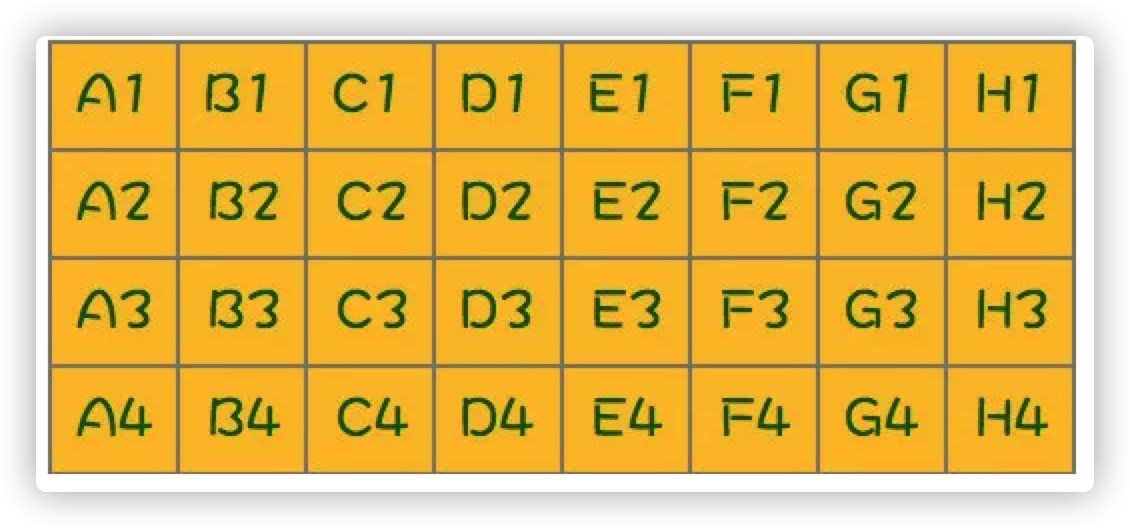 A1 B1 C1 D1 E1 F1 G1 H1
A2 B2 C2 D2 E2 F2 G2 H2
A3 B3 C3 D3 E3 F3 G3 H3
A4 B4 C4 D4 E4 F4 G4 H4